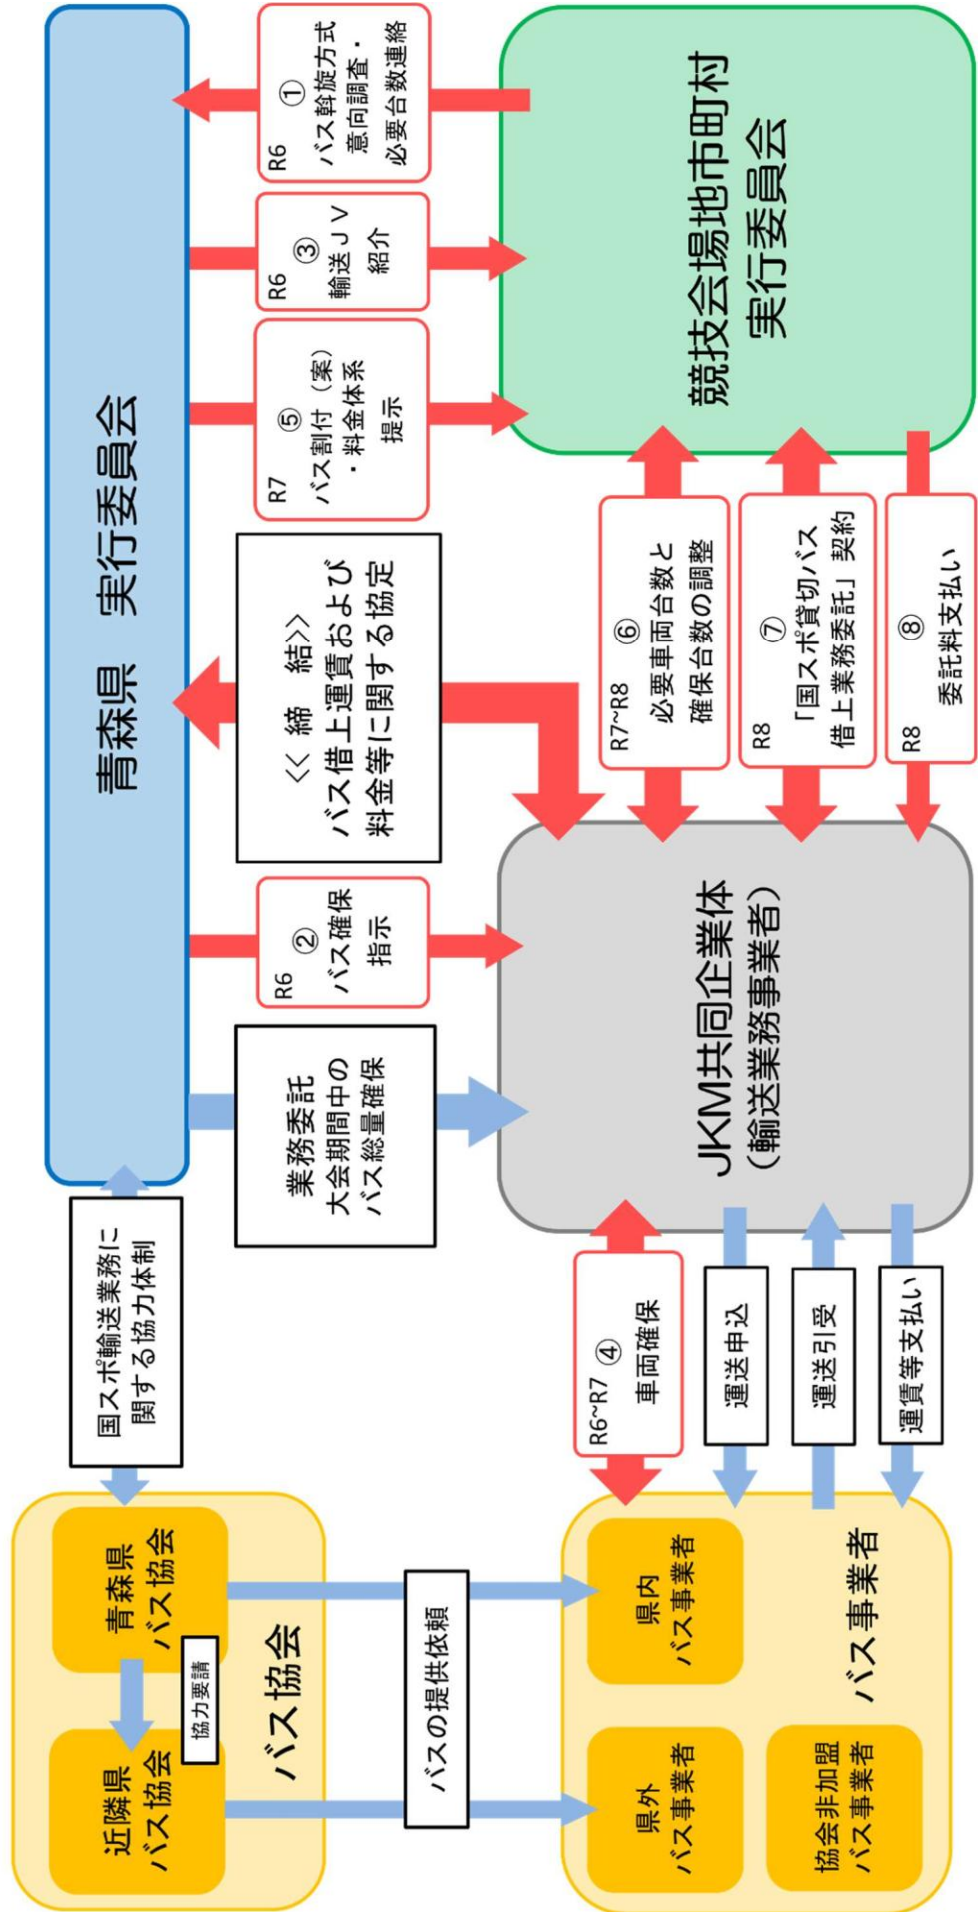 青森県　実行委員会
国スポ輸送業務に
関する協力体制
業務委託
大会期間中の
バス総量確保
R6 ②
バス確保
指示
<< 締　結>>
バス借上運賃および
料金等に関する協定
R7 ⑤
バス割付（案）
・料金体系
提示
R6 ③
輸送ＪＶ
紹介
R6 ①
バス斡旋方式
意向調査・
必要台数連絡
近隣県
バス協会
青森県
バス協会
協力要請
バス協会
バスの提供依頼
県外
バス事業者
県内
バス事業者
協会非加盟
バス事業者
バス事業者
R6~R7 ④
車両確保
運送申込
運送引受
運賃等支払い
JKM共同企業体
（輸送業務事業者）
R7~R8 ⑥
必要車両台数と
確保台数の調整
R8 ⑦
「国スポ貸切バス
借上業務委託」契約
R8 ⑧
委託料支払い
競技会場地市町村
実行委員会